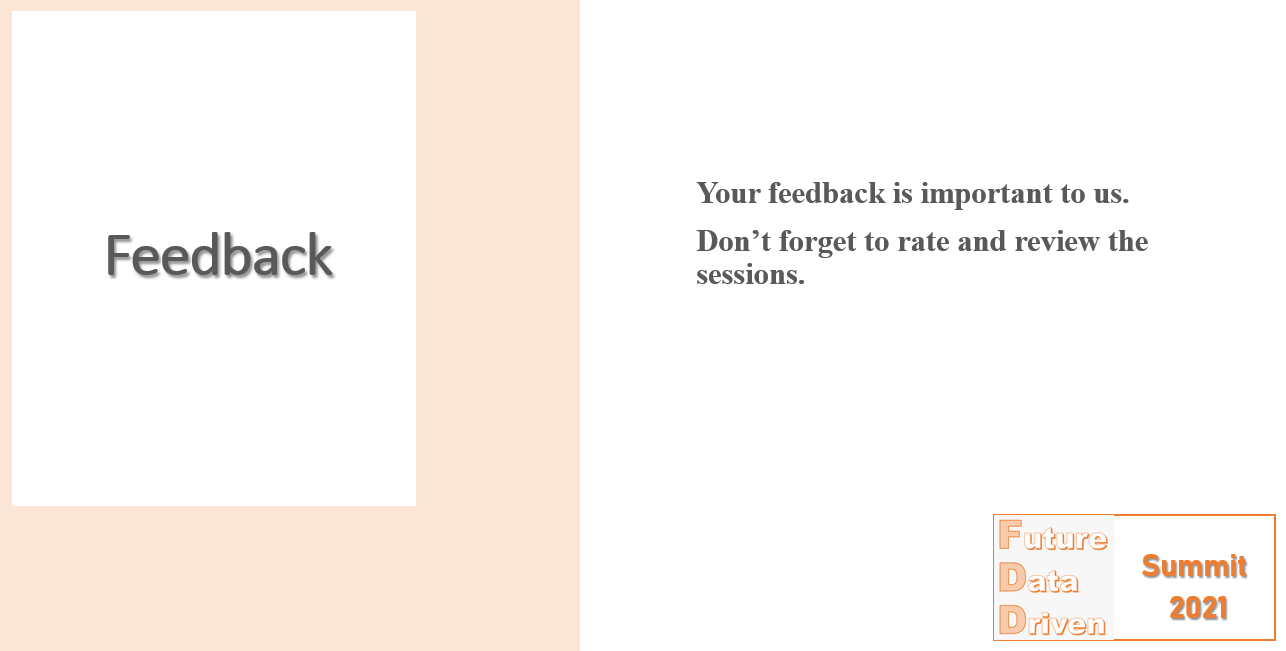 Feedback
Your feedback is important to us.
Don’t forget to rate and review the
sessions.
Future
Data
Driven
Summit
2021